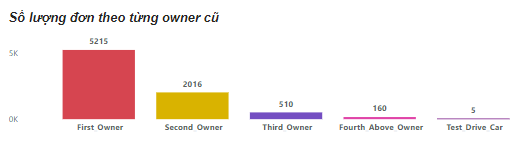 Số lượng đơn theo từng owner cũ
5215
5K
2016
510
160
5
0K
First Owner
Second Owner
Third Owner
Fourth Above Owner
Test Drive Car